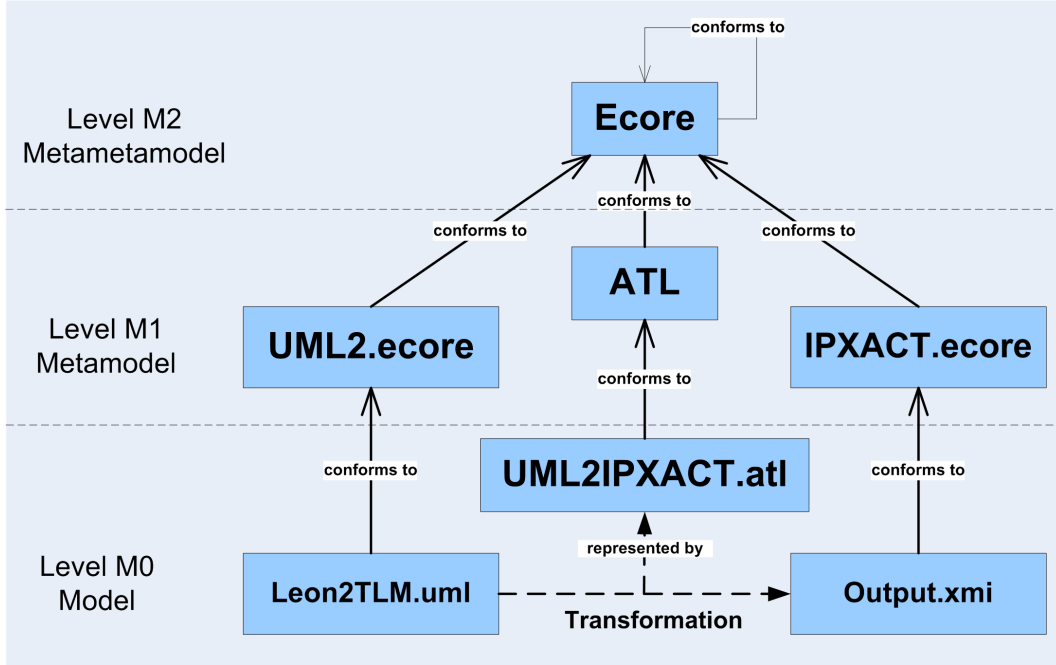 conforms to
Ecore
Level M2
Metametamodel
conforms to
conforms to
conforms to
ATL
Level M1
Metamodel
UML2.ecore
IPXACT.ecore
conforms to
conforms to
conforms to
UML2IPXACT.atl
represented by
Level M0
Model
Leon2TLM.uml
Output.xmi
Transformation